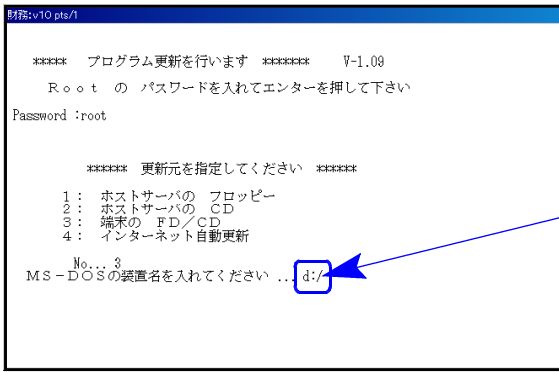 財務:v10 pts/1
***** プログラム更新を行います ******* V-1.09
Ｒｏｏｔ の パスワードを入れてエンターを押して下さい
Password :root
****** 更新元を指定してください ******
１： ホストサーバの フロッピー
２： ホストサーバの ＣＤ
３： 端末の ＦＤ／ＣＤ
４： インターネット自動更新
No... 3
ＭＳ－ＤＯＳの装置名を入れてください ... d:/